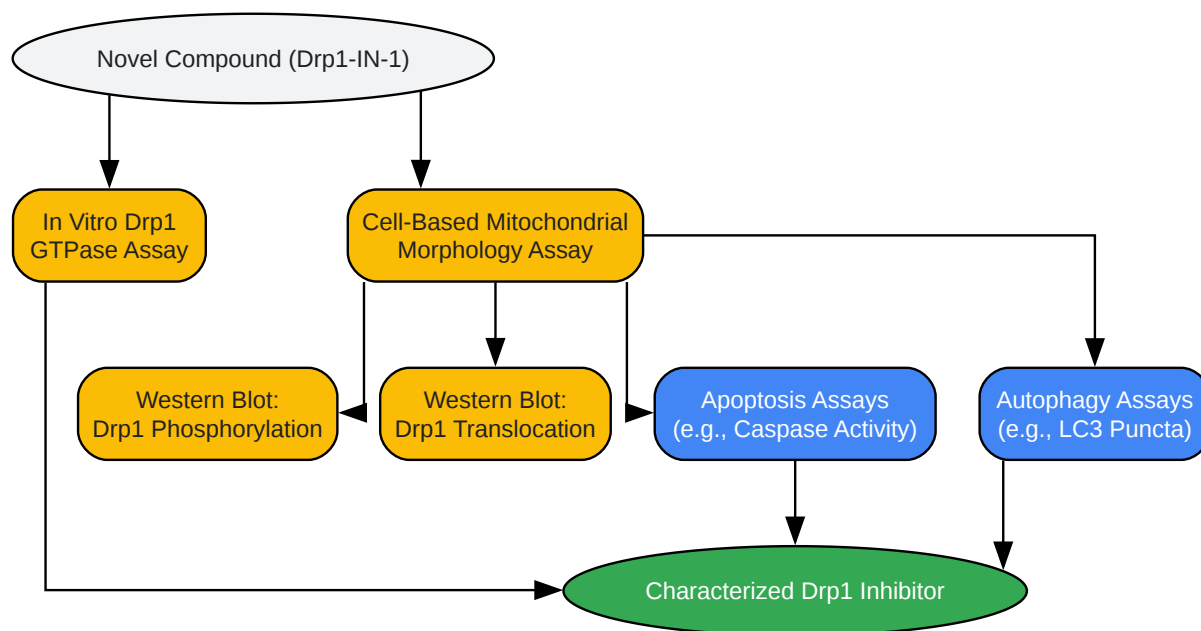 Novel Compound (Drp1-IN-1)
In Vitro Drp1
GTPase Assay
Cell-Based Mitochondrial
Morphology Assay
Western Blot:
Drp1 Phosphorylation
Western Blot:
Drp1 Translocation
Apoptosis Assays
(e.g., Caspase Activity)
Autophagy Assays
(e.g., LC3 Puncta)
Characterized Drp1 Inhibitor